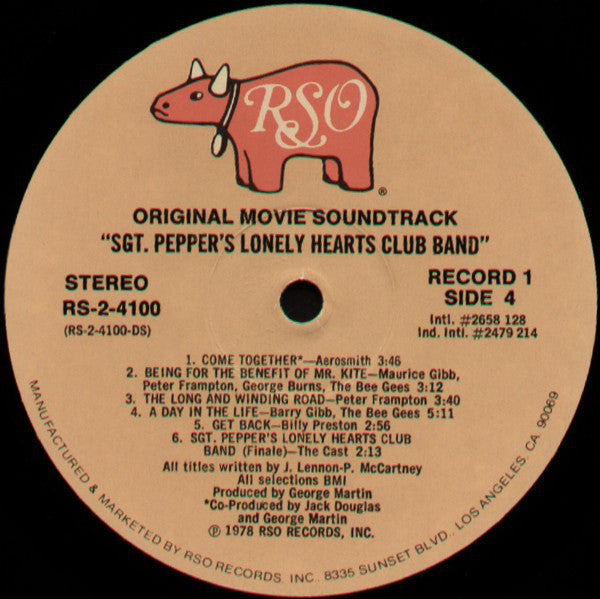 RSO
®
ORIGINAL MOVIE SOUNDTRACK
"SGT. PEPPER'S LONELY HEARTS CLUB BAND"
STEREO
RS-2-4100
(RS-2-4100-DS)
RECORD 1
SIDE 4
Intl. #2658 128
Ind. Intl. #2479 214
1. COME TOGETHER*—Aerosmith 3:46
2. BEING FOR THE BENEFIT OF MR. KITE—Maurice Gibb,
Peter Frampton, George Burns, The Bee Gees 3:12
3. THE LONG AND WINDING ROAD—Peter Frampton 3:40
4. A DAY IN THE LIFE—Barry Gibb, The Bee Gees 5:11
5. GET BACK—Billy Preston 2:56
6. SGT. PEPPER'S LONELY HEARTS CLUB
BAND (Finale)—The Cast 2:13
All titles written by J. Lennon-P. McCartney
All selections BMI
Produced by George Martin
*Co-Produced by Jack Douglas
and George Martin
℗ 1978 RSO RECORDS, INC.
MANUFACTURED & MARKETED BY RSO RECORDS, INC., 8335 SUNSET BLVD., LOS ANGELES, CA 90069